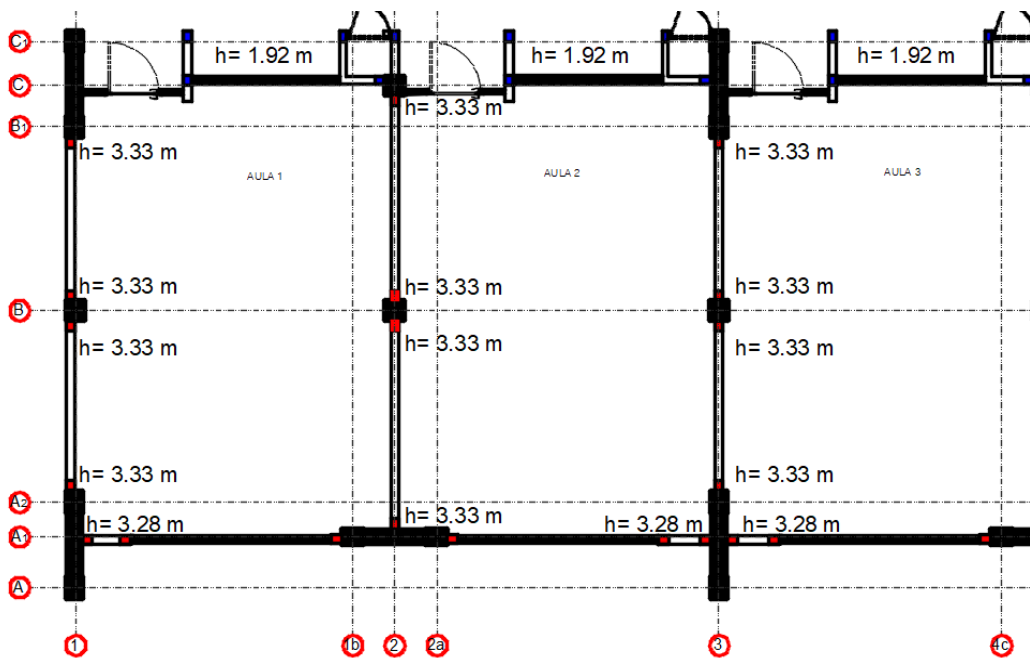 C1
h= 1.92 m
h= 1.92 m
h= 1.92 m
C
h= 3.33 m
B1
h= 3.33 m
h= 3.33 m
AULA 1
AULA 2
AULA 3
h= 3.33 m
h= 3.33 m
h= 3.33 m
B
h= 3.33 m
h= 3.33 m
h= 3.33 m
h= 3.33 m
h= 3.33 m
A2
h= 3.33 m
h= 3.28 m
h= 3.28 m
h= 3.28 m
A1
A
1
1b
2
2a
3
4c